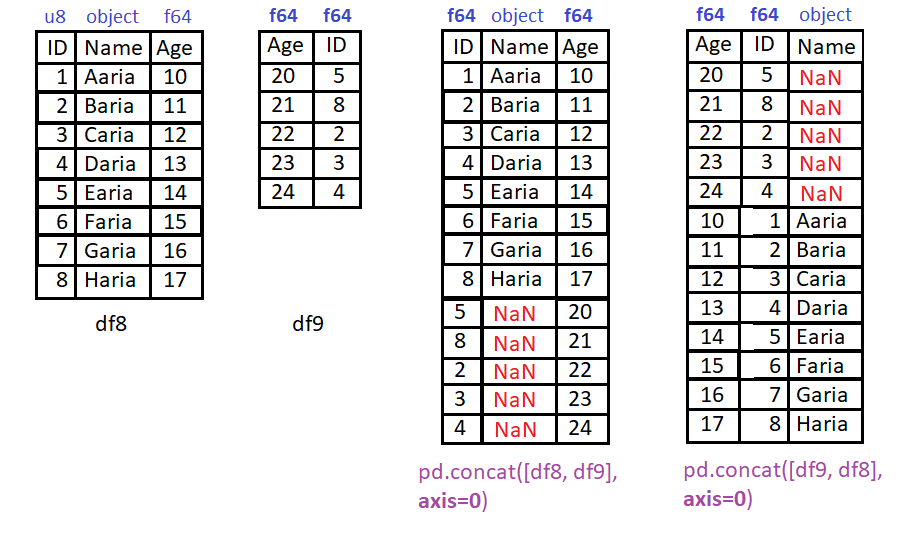 u8 object f64
ID Name Age
1 Aaria 10
2 Baria 11
3 Caria 12
4 Daria 13
5 Earia 14
6 Faria 15
7 Garia 16
8 Haria 17
df8
f64 f64
Age ID
20 5
21 8
22 2
23 3
24 4
df9
f64 object f64
ID Name Age
1 Aaria 10
2 Baria 11
3 Caria 12
4 Daria 13
5 Earia 14
6 Faria 15
7 Garia 16
8 Haria 17
5 NaN 20
8 NaN 21
2 NaN 22
3 NaN 23
4 NaN 24
pd.concat([df8, df9],
axis=0)
f64 f64 object
Age ID Name
20 5 NaN
21 8 NaN
22 2 NaN
23 3 NaN
24 4 NaN
10 1 Aaria
11 2 Baria
12 3 Caria
13 4 Daria
14 5 Earia
15 6 Faria
16 7 Garia
17 8 Haria
pd.concat([df9, df8],
axis=0)